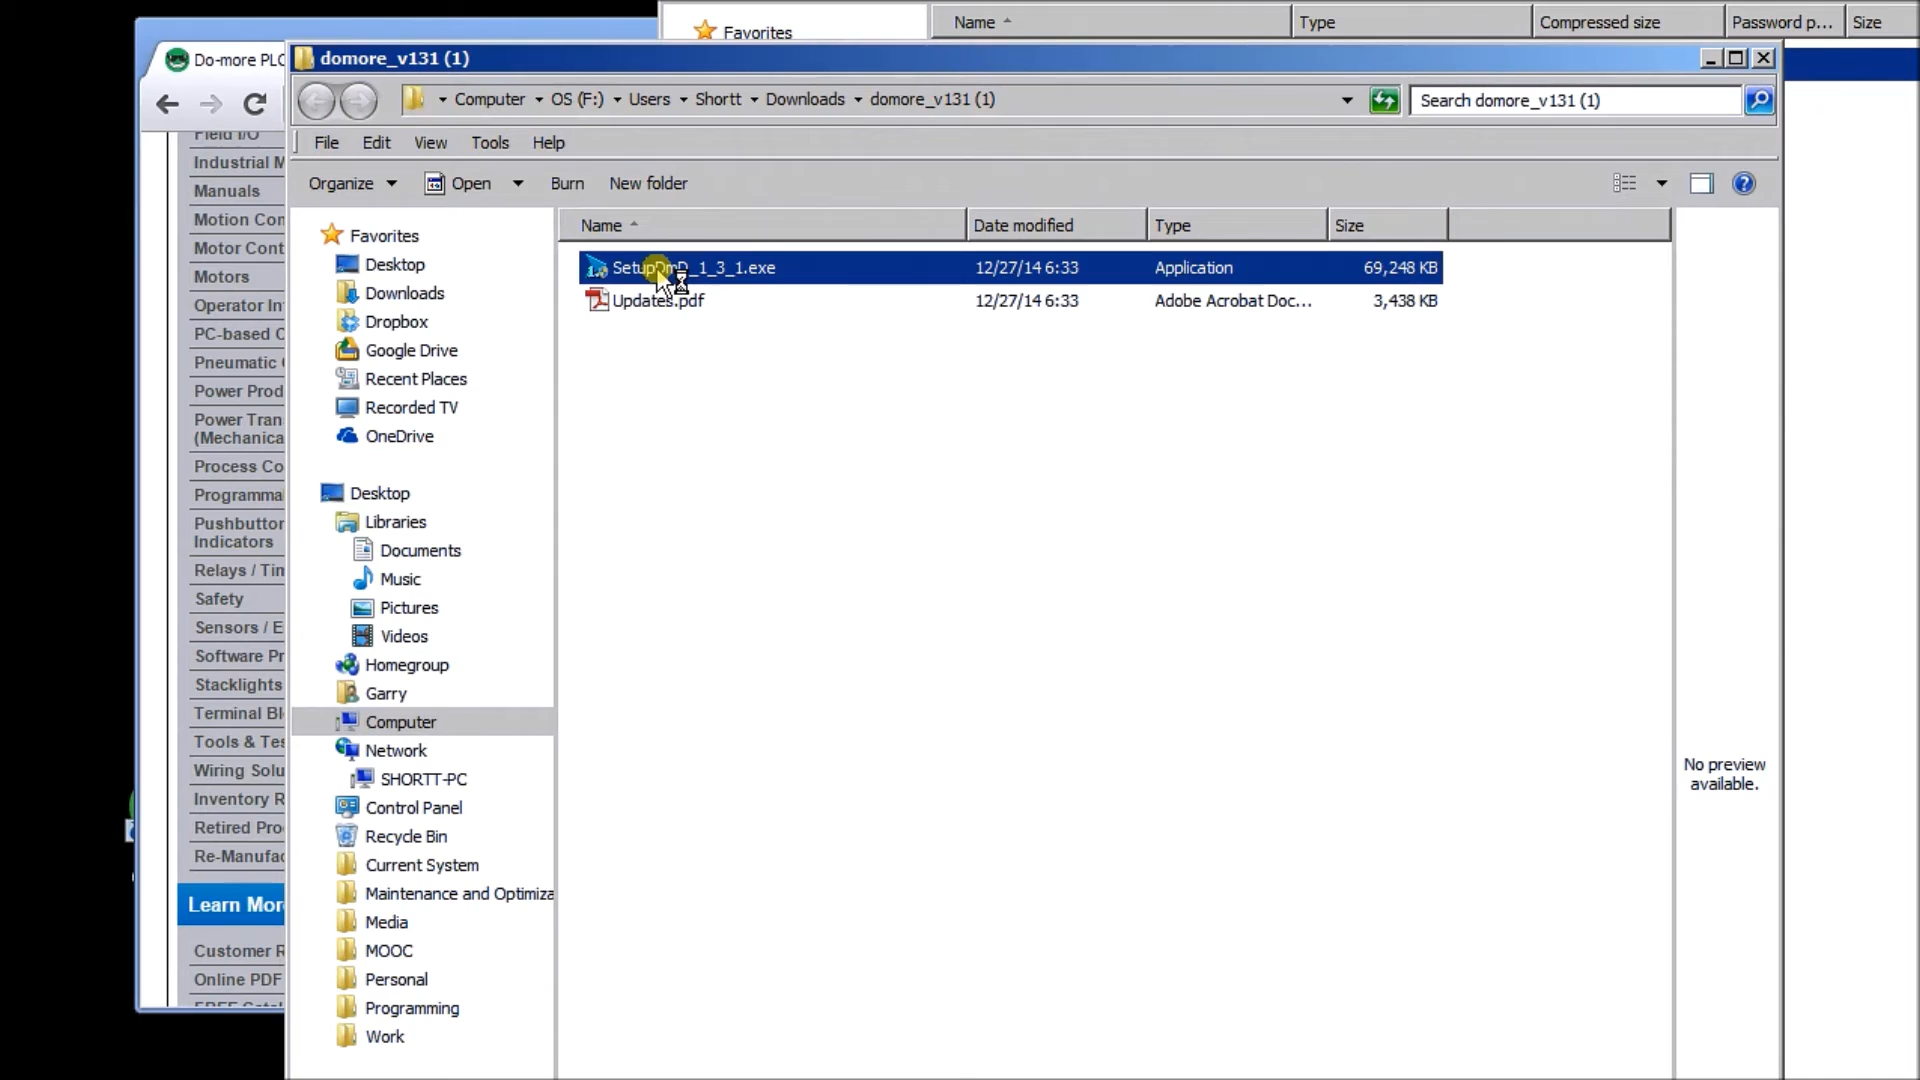 Favorites
Name
Type
Compressed size
Password p...
Size
Do-more PLC
domore_v131 (1)
Computer
OS (F:)
Users
Shortt
Downloads
domore_v131 (1)
Search domore_v131 (1)
File
Edit
View
Tools
Help
Organize
Open
Burn
New folder
Name
Date modified
Type
Size
SetupDmD_1_3_1.exe
12/27/14 6:33
Application
69,248 KB
Updates.pdf
12/27/14 6:33
Adobe Acrobat Doc...
3,438 KB
Favorites
Desktop
Downloads
Dropbox
Google Drive
Recent Places
Recorded TV
OneDrive
Desktop
Libraries
Documents
Music
Pictures
Videos
Homegroup
Garry
Computer
Network
SHORTT-PC
Control Panel
Recycle Bin
Current System
Maintenance and Optimiza
Media
MOOC
Personal
Programming
Work
No preview
available.
Field I/O
Industrial M
Manuals
Motion Con
Motor Cont
Motors
Operator In
PC-based C
Pneumatic
Power Prod
Power Tran
(Mechanica
Process Co
Programma
Pushbutton
Indicators
Relays / Tim
Safety
Sensors / E
Software Pr
Stacklights
Terminal Bl
Tools & Tes
Wiring Solu
Inventory R
Retired Pro
Re-Manufac
Learn Mor
Customer R
Online PDF